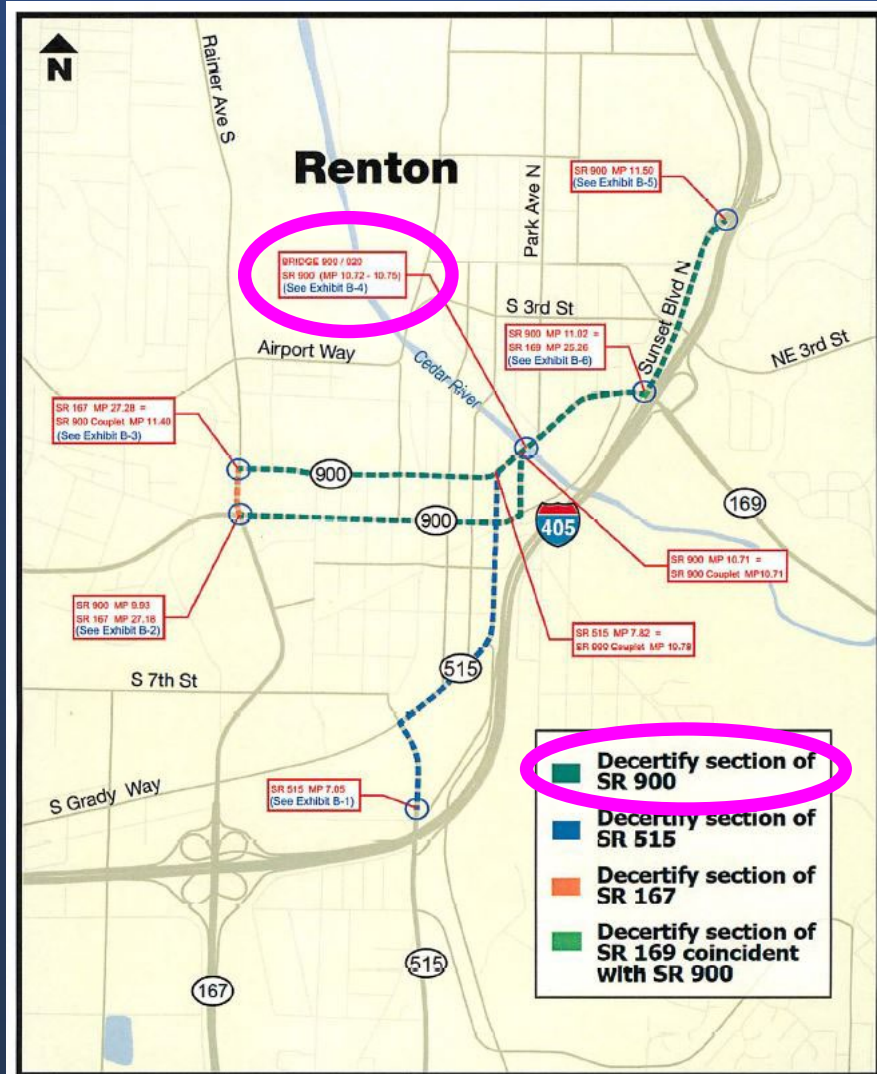 N
Rainier Ave S
Renton
SR 900 MP 11.50
(See Exhibit B-5)
Park Ave N
BRIDGE 900 / 020
SR 900 (MP 10.72 - 10.75)
(See Exhibit B-4)
S 3rd St
Sunset Blvd N
SR 900 MP 11.02 =
SR 169 MP 25.26
(See Exhibit B-6)
NE 3rd St
Airport Way
Cedar River
SR 167 MP 27.28 =
SR 900 Couplet MP 11.40
(See Exhibit B-3)
900
900
405
169
SR 900 MP 10.71 =
SR 900 Couplet MP10.71
SR 900 MP 9.93
SR 167 MP 27.18
(See Exhibit B-2)
SR 515 MP 7.82 =
SR 900 Couplet MP 10.78
515
S 7th St
S Grady Way
SR 515 MP 7.05
(See Exhibit B-1)
Decertify section of
SR 900
Decertify section of
SR 515
Decertify section of
SR 167
Decertify section of
SR 169 coincident
with SR 900
167
515